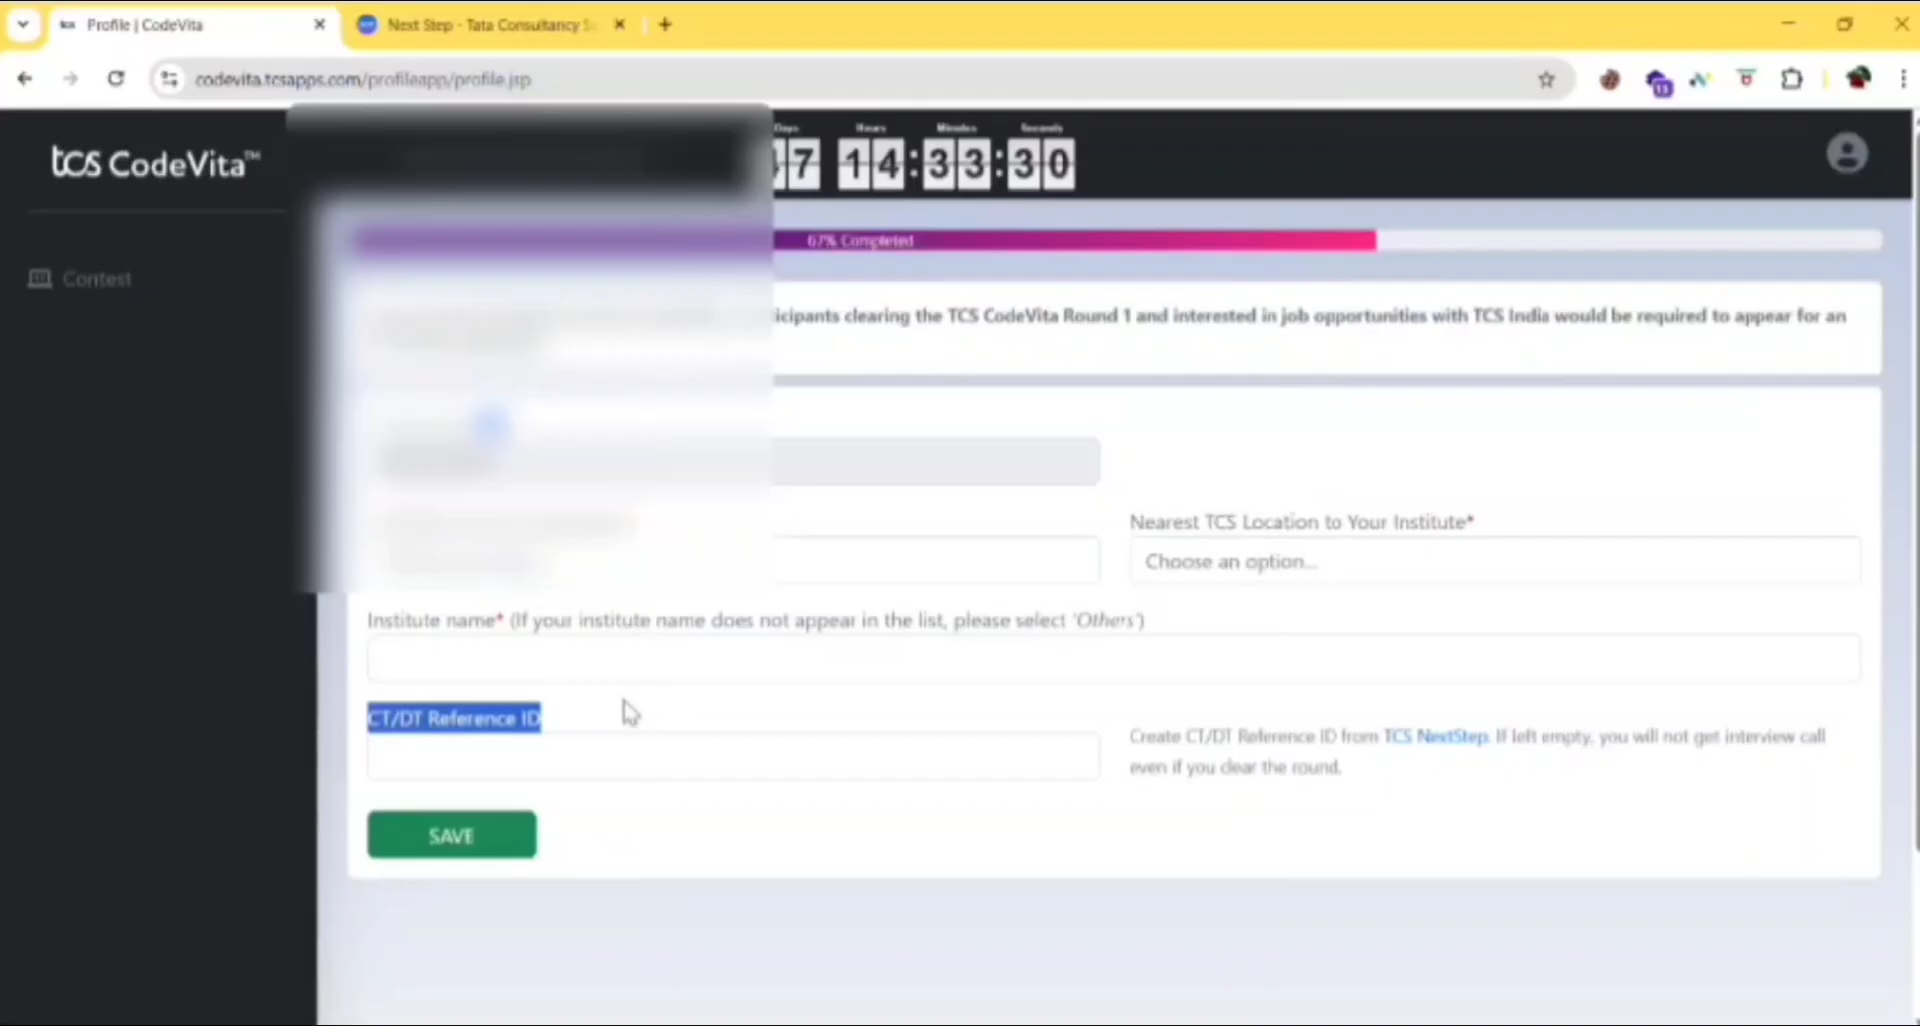 Profile | CodeVita
Next Step - Tata Consultancy S
codevita.tcsapps.com/profileapp/profile.jsp
13
tcs CodeVita™
Days Hours Minutes Seconds
7 14:33:30
67% Completed
Contest
icipants clearing the TCS CodeVita Round 1 and interested in job opportunities with TCS India would be required to appear for an
Nearest TCS Location to Your Institute*
Choose an option...
Institute name* (If your institute name does not appear in the list, please select 'Others')
CT/DT Reference ID
Create CT/DT Reference ID from TCS NextStep. If left empty, you will not get interview call
even if you clear the round.
SAVE